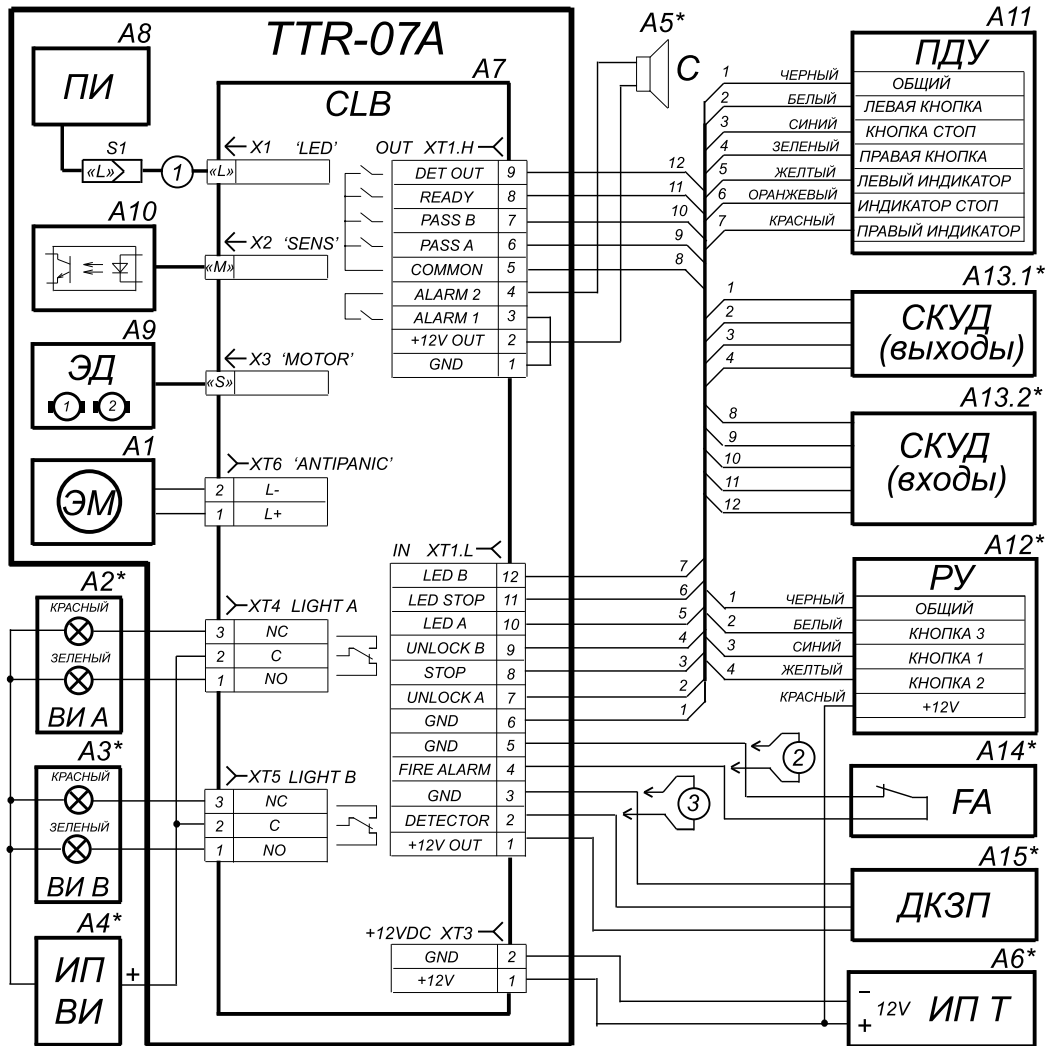 TTR-07A
A8
ПИ
S1
«L»
1
A10
A9
ЭД
1 2
A1
ЭМ
A7
CLB
«L»
X1 'LED'
«M»
X2 'SENS'
«S»
X3 'MOTOR'
XT6 'ANTIPANIC'
2 L-
1 L+
XT4 LIGHT A
3 NC
2 C
1 NO
XT5 LIGHT B
3 NC
2 C
1 NO
OUT XT1.H
DET OUT 9
READY 8
PASS B 7
PASS A 6
COMMON 5
ALARM 2 4
ALARM 1 3
+12V OUT 2
GND 1
IN XT1.L
LED B 12
LED STOP 11
LED A 10
UNLOCK B 9
STOP 8
UNLOCK A 7
GND 6
GND 5
FIRE ALARM 4
GND 3
DETECTOR 2
+12V OUT 1
+12VDC XT3
GND 2
+12V 1
A2*
КРАСНЫЙ
ЗЕЛЕНЫЙ
ВИ А
A3*
КРАСНЫЙ
ЗЕЛЕНЫЙ
ВИ В
A4*
ИП
ВИ
+
A5*
С
12
11
10
9
8
7
6
5
4
3
2
1
A11
ПДУ
1 ЧЕРНЫЙ ОБЩИЙ
2 БЕЛЫЙ ЛЕВАЯ КНОПКА
3 СИНИЙ КНОПКА СТОП
4 ЗЕЛЕНЫЙ ПРАВАЯ КНОПКА
5 ЖЕЛТЫЙ ЛЕВЫЙ ИНДИКАТОР
6 ОРАНЖЕВЫЙ ИНДИКАТОР СТОП
7 КРАСНЫЙ ПРАВЫЙ ИНДИКАТОР
A13.1*
1
2
3
4
СКУД
(выходы)
A13.2*
8
9
10
11
12
СКУД
(входы)
A12*
РУ
1 ЧЕРНЫЙ ОБЩИЙ
2 БЕЛЫЙ КНОПКА 3
3 СИНИЙ КНОПКА 1
4 ЖЕЛТЫЙ КНОПКА 2
КРАСНЫЙ +12V
2
3
A14*
FA
A15*
ДКЗП
A6*
− 12V ИП Т
+